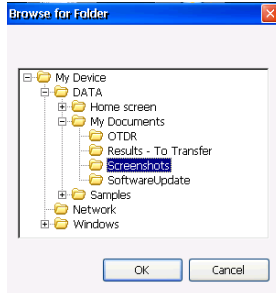 Browse for Folder
My Device
DATA
Home screen
My Documents
OTDR
Results - To Transfer
Screenshots
SoftwareUpdate
Samples
Network
Windows
OK
Cancel